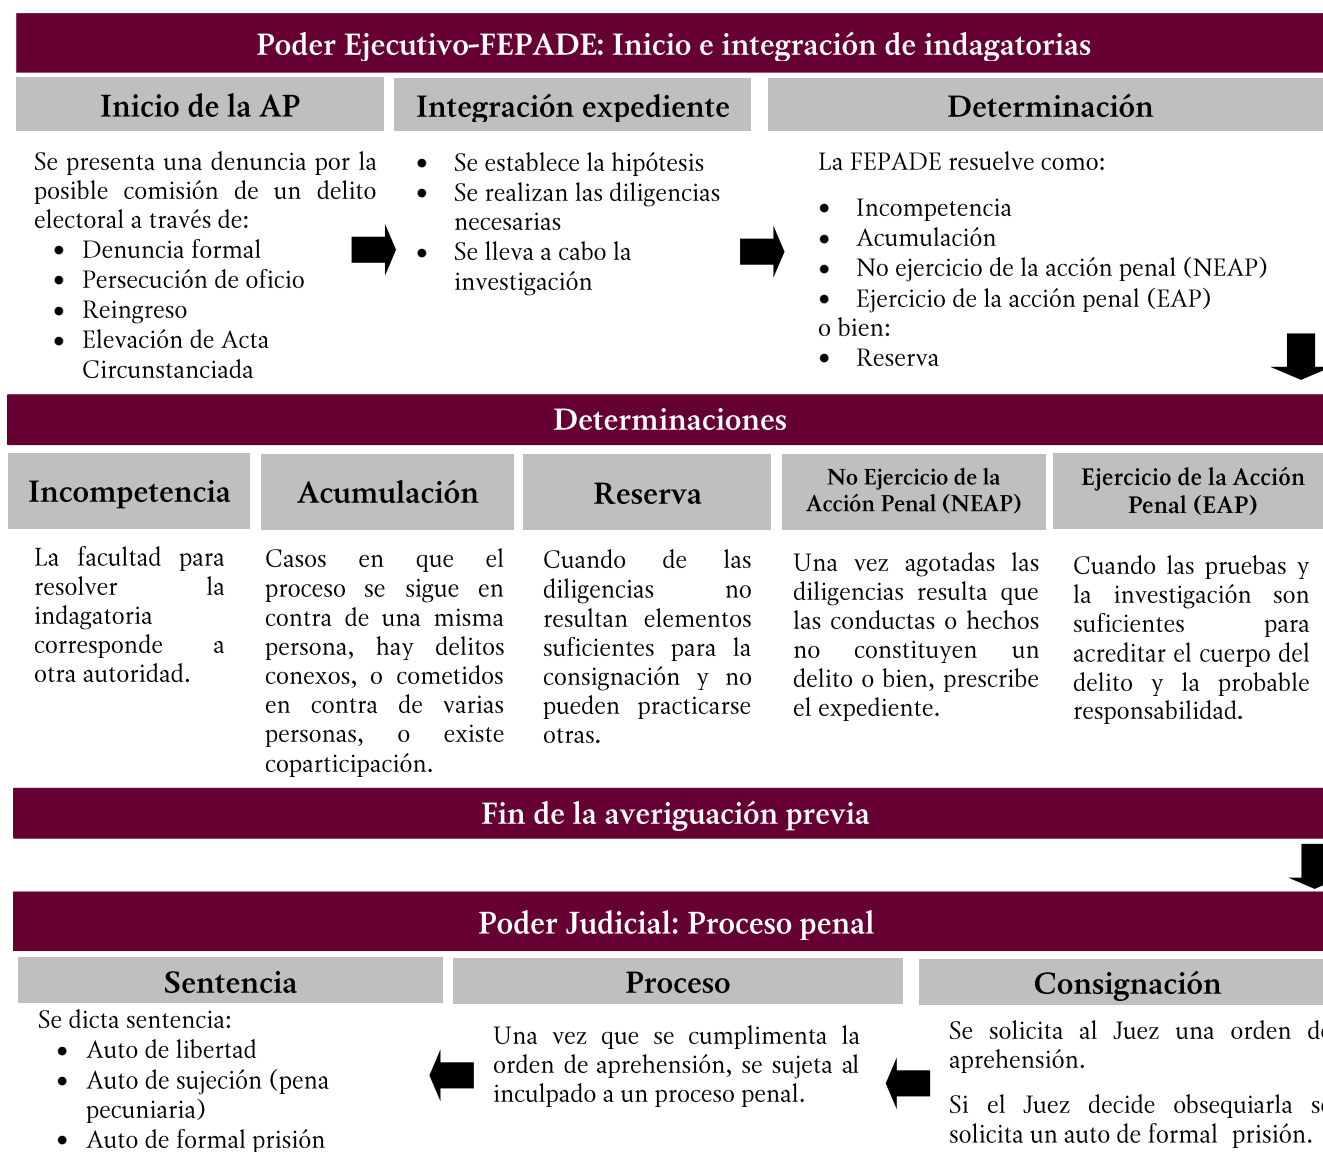 Poder Ejecutivo-FEPADE: Inicio e integración de indagatorias
Inicio de la AP
Se presenta una denuncia por la
posible comisión de un delito
electoral a través de:
• Denuncia formal
• Persecución de oficio
• Reingreso
• Elevación de Acta
Circunstanciada
Integración expediente
• Se establece la hipótesis
• Se realizan las diligencias
necesarias
• Se lleva a cabo la
investigación
Determinación
La FEPADE resuelve como:
• Incompetencia
• Acumulación
• No ejercicio de la acción penal (NEAP)
• Ejercicio de la acción penal (EAP)
o bien:
• Reserva
Determinaciones
Incompetencia
La facultad para
resolver la
indagatoria
corresponde a
otra autoridad.
Acumulación
Casos en que el
proceso se sigue en
contra de una misma
persona, hay delitos
conexos, o cometidos
en contra de varias
personas, o existe
coparticipación.
Reserva
Cuando de las
diligencias no
resultan elementos
suficientes para la
consignación y no
pueden practicarse
otras.
No Ejercicio de la
Acción Penal (NEAP)
Una vez agotadas las
diligencias resulta que
las conductas o hechos
no constituyen un
delito o bien, prescribe
el expediente.
Ejercicio de la Acción
Penal (EAP)
Cuando las pruebas y
la investigación son
suficientes para
acreditar el cuerpo del
delito y la probable
responsabilidad.
Fin de la averiguación previa
Poder Judicial: Proceso penal
Sentencia
Se dicta sentencia:
• Auto de libertad
• Auto de sujeción (pena
pecuniaria)
• Auto de formal prisión
Proceso
Una vez que se cumplimenta la
orden de aprehensión, se sujeta al
inculpado a un proceso penal.
Consignación
Se solicita al Juez una orden de
aprehensión.
Si el Juez decide obsequiarla se
solicita un auto de formal prisión.